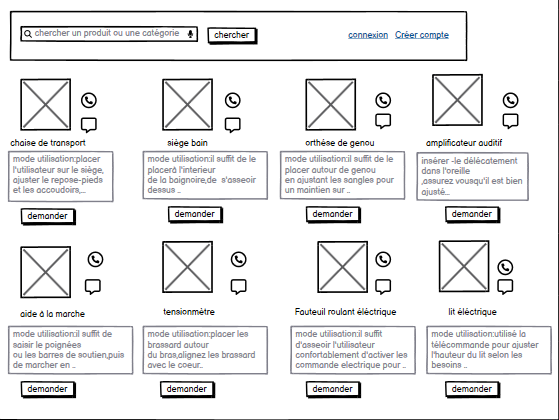 chercher un produit ou une catégorie
chercher
connexion
Créer compte
chaise de transport
mode utilisation:placer
l'utilisateur sur le siège,
ajuster le repose-pieds
et les accoudoirs,...
demander
siège bain
mode utilisation:il suffit de le
placerà l'interieur
de la baignoire,de s'asseoir
dessus ..
demander
orthèse de genou
mode utilisation:il suffit de le
placer autour de genou
en ajustant les sangles pour
un maintien sur ..
demander
amplificateur auditif
insérer -le délécatement
dans l'oreille
,assurez vousqu'il est bien
ajusté...
demander
aide à la marche
mode utilisation:il suffit de
saisir le poignées
ou les barres de soutien,puis
de marcher en ..
demander
tensionmètre
mode utilisation:placer les
brassard autour
du bras,alignez les brassard
avec le coeur..
demander
Fauteuil roulant éléctrique
mode utilisation:il suffit
d'asseoir l'utilisateur
confortablement d'activer les
commande electrique pour ..
demander
lit éléctrique
mode utilisation:utilisé la
télécommande pour ajuster
l'hauteur du lit selon les
besoins ..
demander